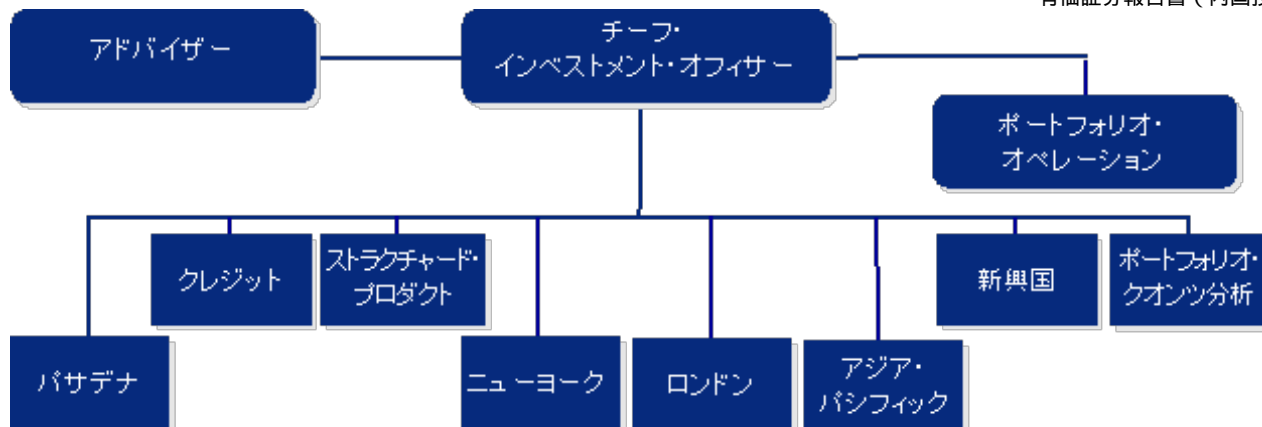 アドバイザー
チーフ・
インベストメント・オフィサー
ポートフォリオ・
オペレーション
クレジット
ストラクチャード・
プロダクト
新興国
ポートフォリオ・
クオンツ分析
パサデナ
ニューヨーク
ロンドン
アジア・
パシフィック